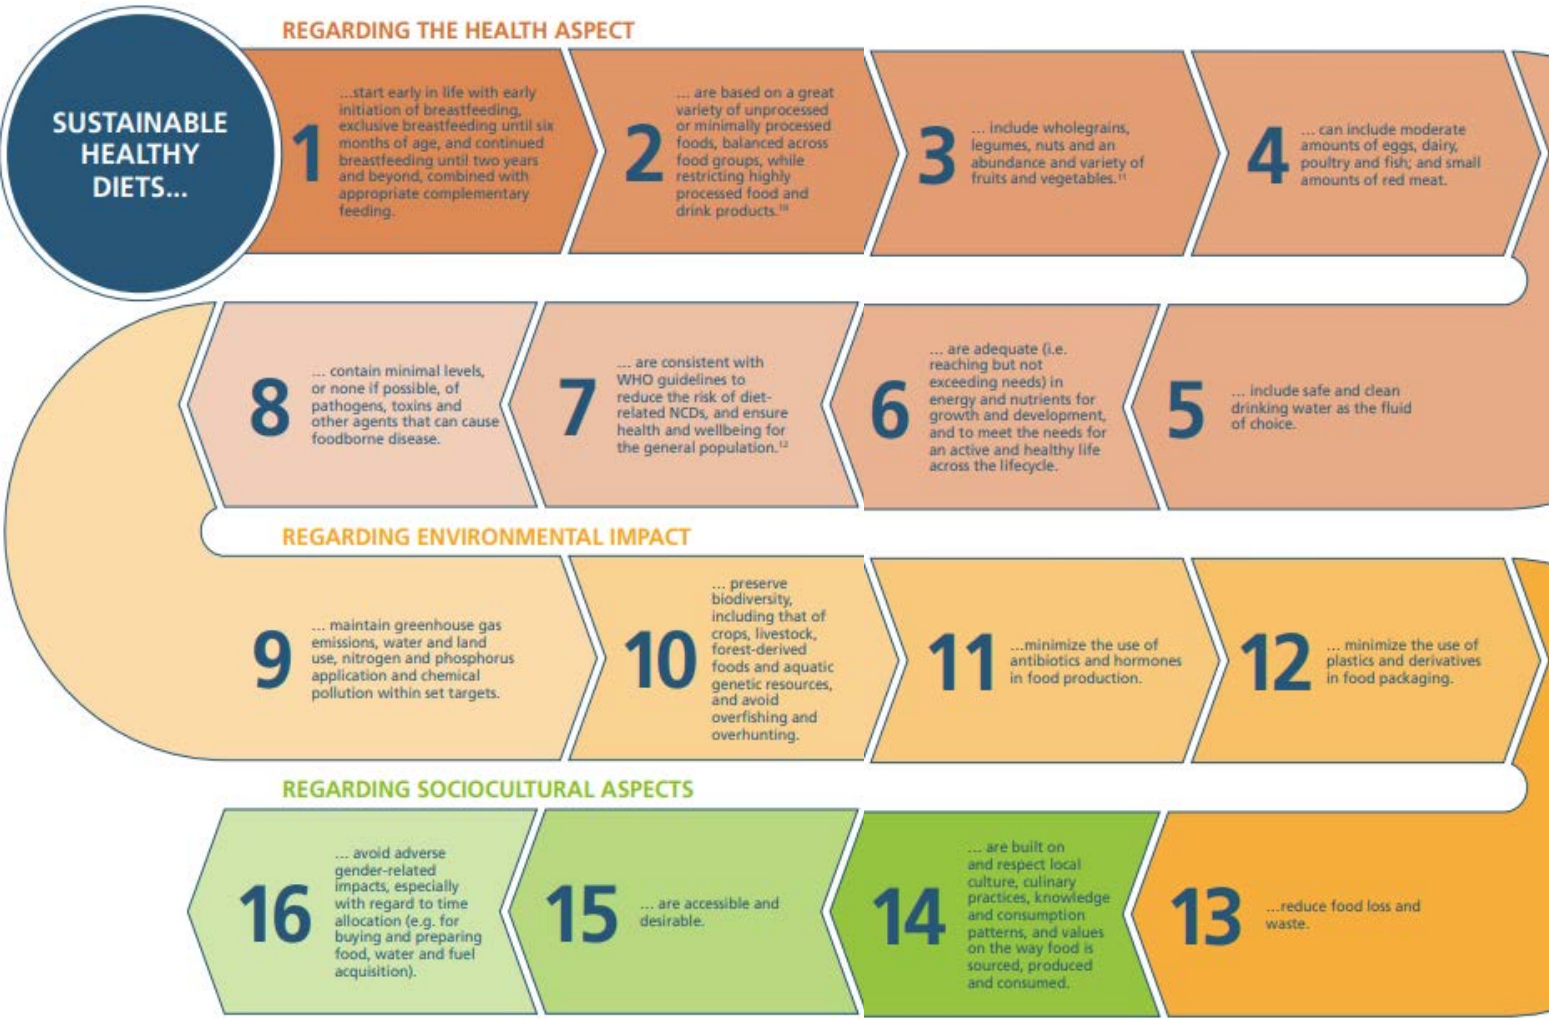 SUSTAINABLE
HEALTHY
DIETS...
REGARDING THE HEALTH ASPECT
1
...start early in life with early
initiation of breastfeeding,
exclusive breastfeeding until six
months of age, and continued
breastfeeding until two years
and beyond, combined with
appropriate complementary
feeding.
2
... are based on a great
variety of unprocessed
or minimally processed
foods, balanced across
food groups, while
restricting highly
processed food and
drink products.¹⁰
3
... include wholegrains,
legumes, nuts and an
abundance and variety of
fruits and vegetables.¹¹
4
... can include moderate
amounts of eggs, dairy,
poultry and fish; and small
amounts of red meat.
5
... include safe and clean
drinking water as the fluid
of choice.
6
... are adequate (i.e.
reaching but not
exceeding needs) in
energy and nutrients for
growth and development,
and to meet the needs for
an active and healthy life
across the lifecycle.
7
... are consistent with
WHO guidelines to
reduce the risk of diet-
related NCDs, and ensure
health and wellbeing for
the general population.¹²
8
... contain minimal levels,
or none if possible, of
pathogens, toxins and
other agents that can cause
foodborne disease.
REGARDING ENVIRONMENTAL IMPACT
9
... maintain greenhouse gas
emissions, water and land
use, nitrogen and phosphorus
application and chemical
pollution within set targets.
10
... preserve
biodiversity,
including that of
crops, livestock,
forest-derived
foods and aquatic
genetic resources,
and avoid
overfishing and
overhunting.
11
...minimize the use of
antibiotics and hormones
in food production.
12
... minimize the use of
plastics and derivatives
in food packaging.
13
...reduce food loss and
waste.
REGARDING SOCIOCULTURAL ASPECTS
14
... are built on
and respect local
culture, culinary
practices, knowledge
and consumption
patterns, and values
on the way food is
sourced, produced
and consumed.
15
... are accessible and
desirable.
16
... avoid adverse
gender-related
impacts, especially
with regard to time
allocation (e.g. for
buying and preparing
food, water and fuel
acquisition).